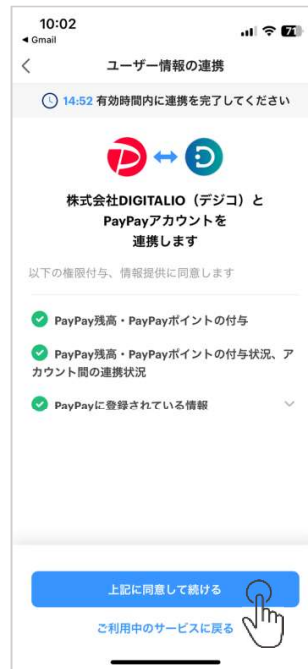 10:02
◀ Gmail
ユーザー情報の連携
14:52 有効時間内に連携を完了してください
株式会社DIGITALIO（デジコ）と
PayPayアカウントを
連携します
以下の権限付与、情報提供に同意します
PayPay残高・PayPayポイントの付与
PayPay残高・PayPayポイントの付与状況、ア
カウント間の連携状況
PayPayに登録されている情報
上記に同意して続ける
ご利用中のサービスに戻る